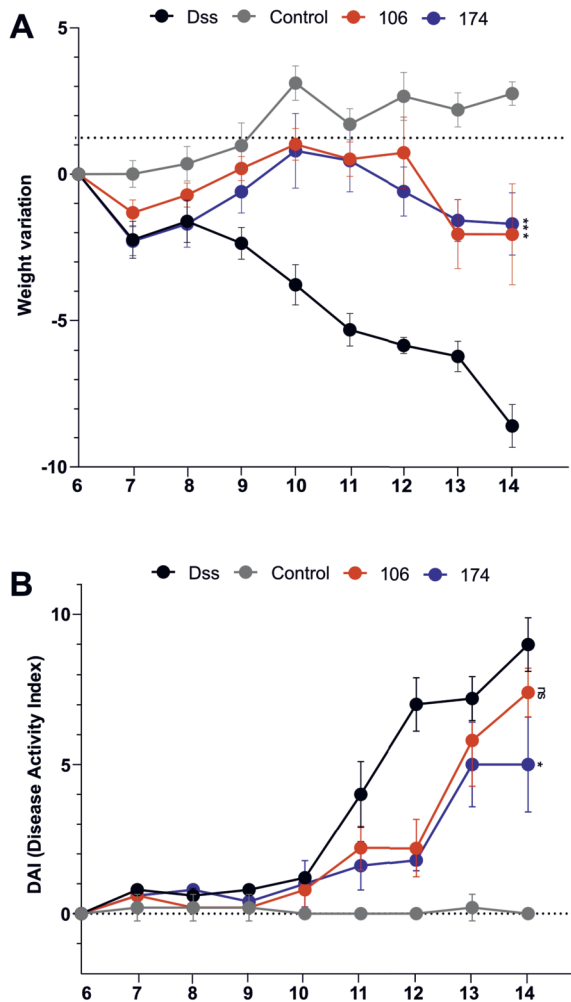 A
Dss Control 106 174
5
0
-5
-10
Weight variation
***
*
6 7 8 9 10 11 12 13 14
B
Dss Control 106 174
10
5
0
DAI (Disease Activity Index)
ns
*
6 7 8 9 10 11 12 13 14